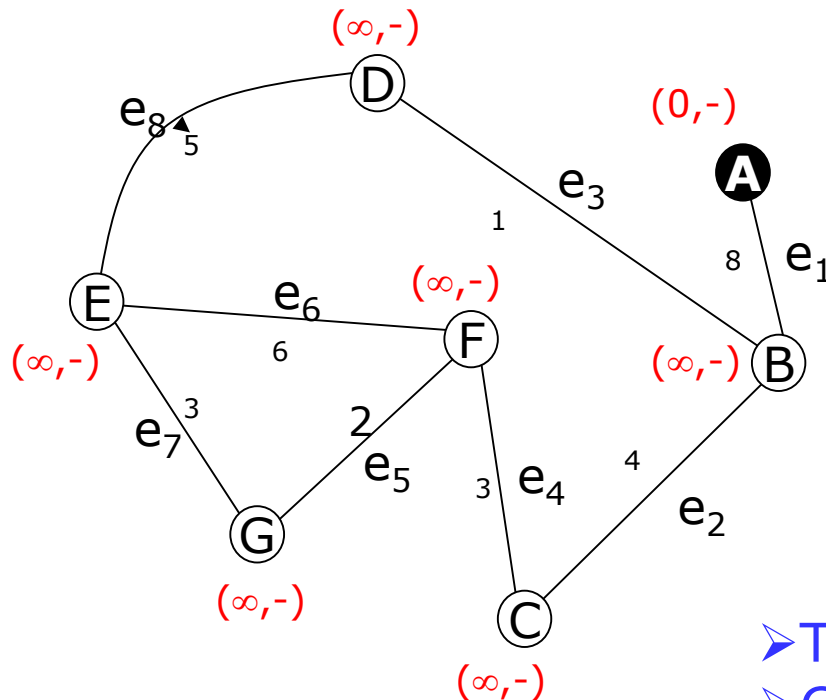 (∞,-)
D
(0,-)
A
e₈
5
e₃
1
8
e₁
(∞,-)
E
e₆
F
6
(∞,-)
(∞,-)
B
3
e₇
2
e₅
3
e₄
4
e₂
G
(∞,-)
C
(∞,-)
➢T